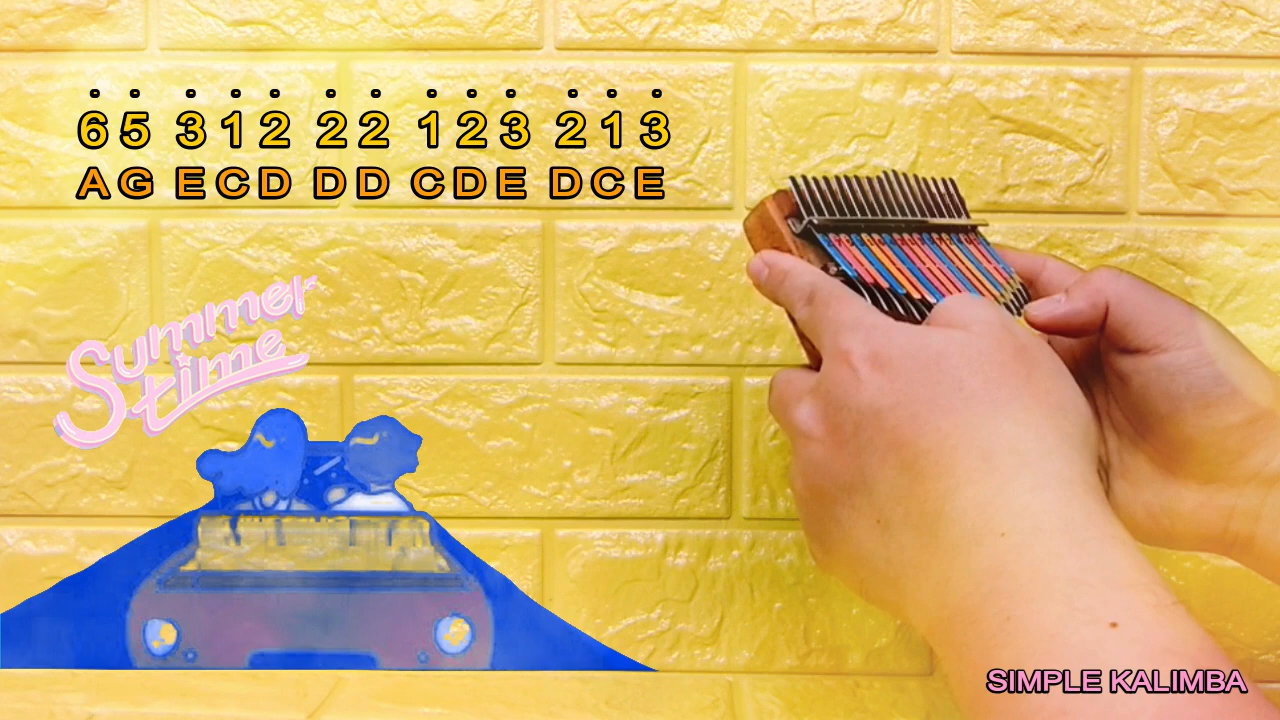 65 312 22 123 213
AG ECD DD CDE DCE
Summer
time
SIMPLE KALIMBA